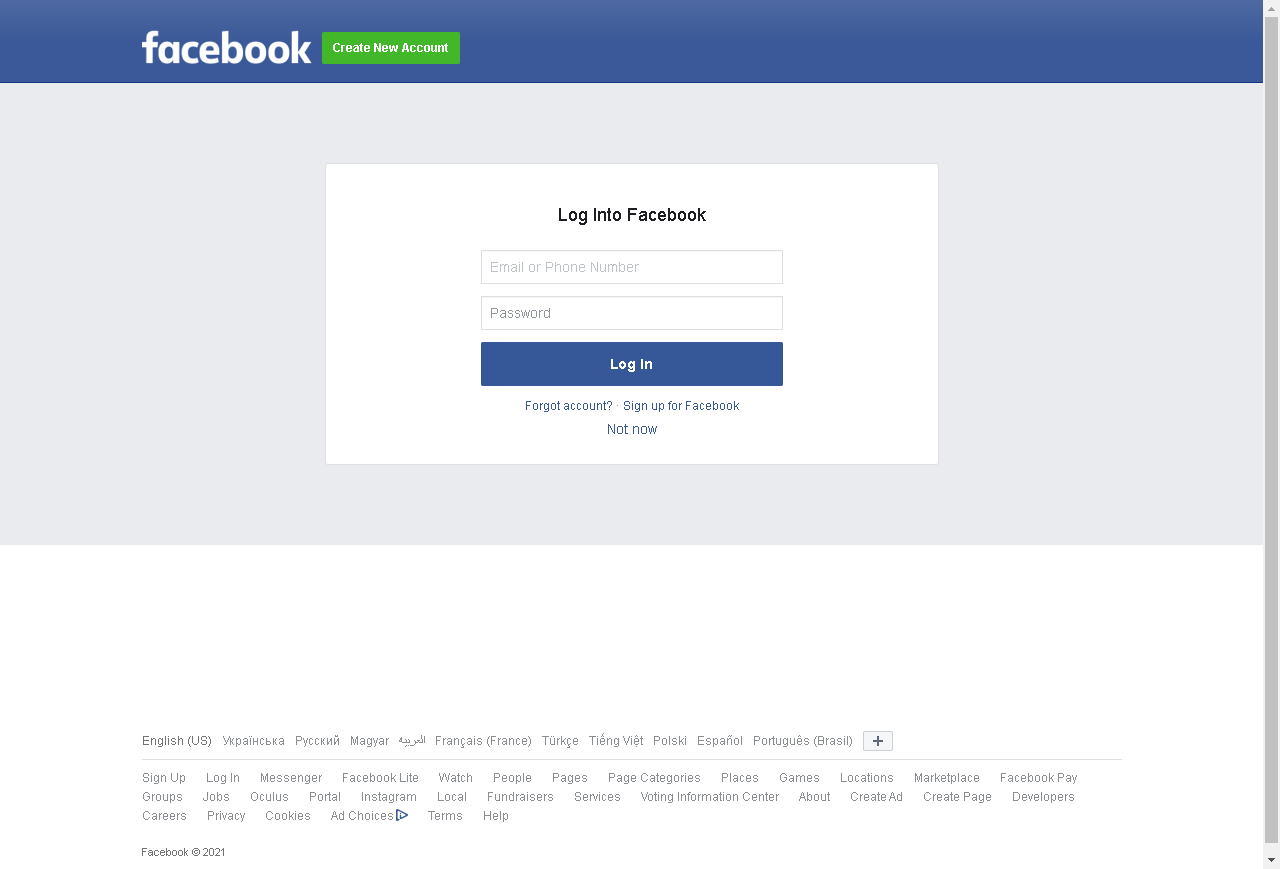 facebook
Create New Account
Log Into Facebook
Email or Phone Number
Password
Log In
Forgot account? · Sign up for Facebook
Not now
English (US) Українська Русский Magyar العربية Français (France) Türkçe Tiếng Việt Polski Español Português (Brasil)
Sign Up Log In Messenger Facebook Lite Watch People Pages Page Categories Places Games Locations Marketplace Facebook Pay
Groups Jobs Oculus Portal Instagram Local Fundraisers Services Voting Information Center About Create Ad Create Page Developers
Careers Privacy Cookies Ad Choices Terms Help
Facebook © 2021